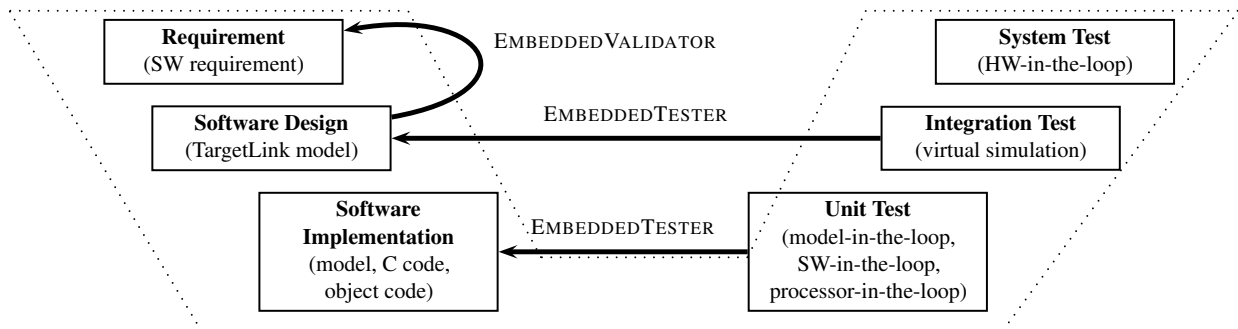 Requirement
(SW requirement)
EMBEDDEDVALIDATOR
System Test
(HW-in-the-loop)
Software Design
(TargetLink model)
EMBEDDEDTESTER
Integration Test
(virtual simulation)
Software
Implementation
(model, C code,
object code)
EMBEDDEDTESTER
Unit Test
(model-in-the-loop,
SW-in-the-loop,
processor-in-the-loop)